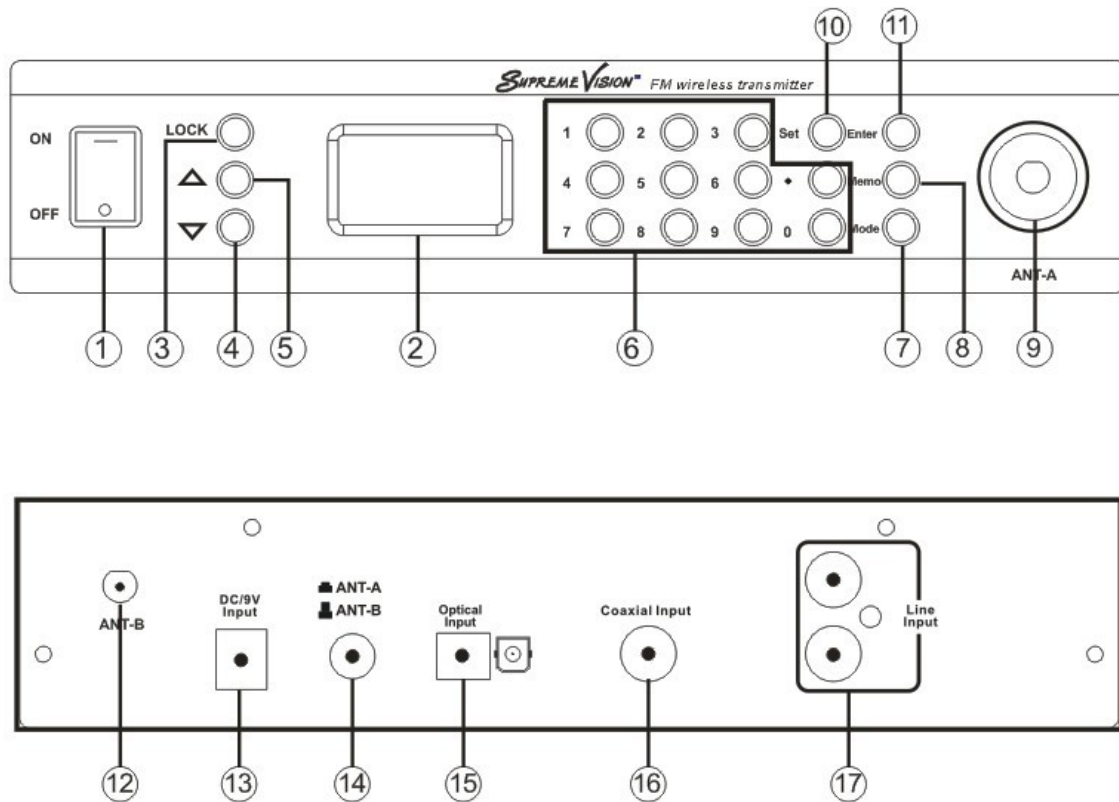 10 11
SUPREME VISION FM wireless transmitter
ON LOCK 1 2 3 Set Enter
4 5 6 Memo
OFF 7 8 9 0 Mode
ANT-A
1 3 4 5 2 6 7 8 9
DC/9V ANT-A
Input ANT-B Optical Coaxial Input Line
ANT-B Input Input
12 13 14 15 16 17